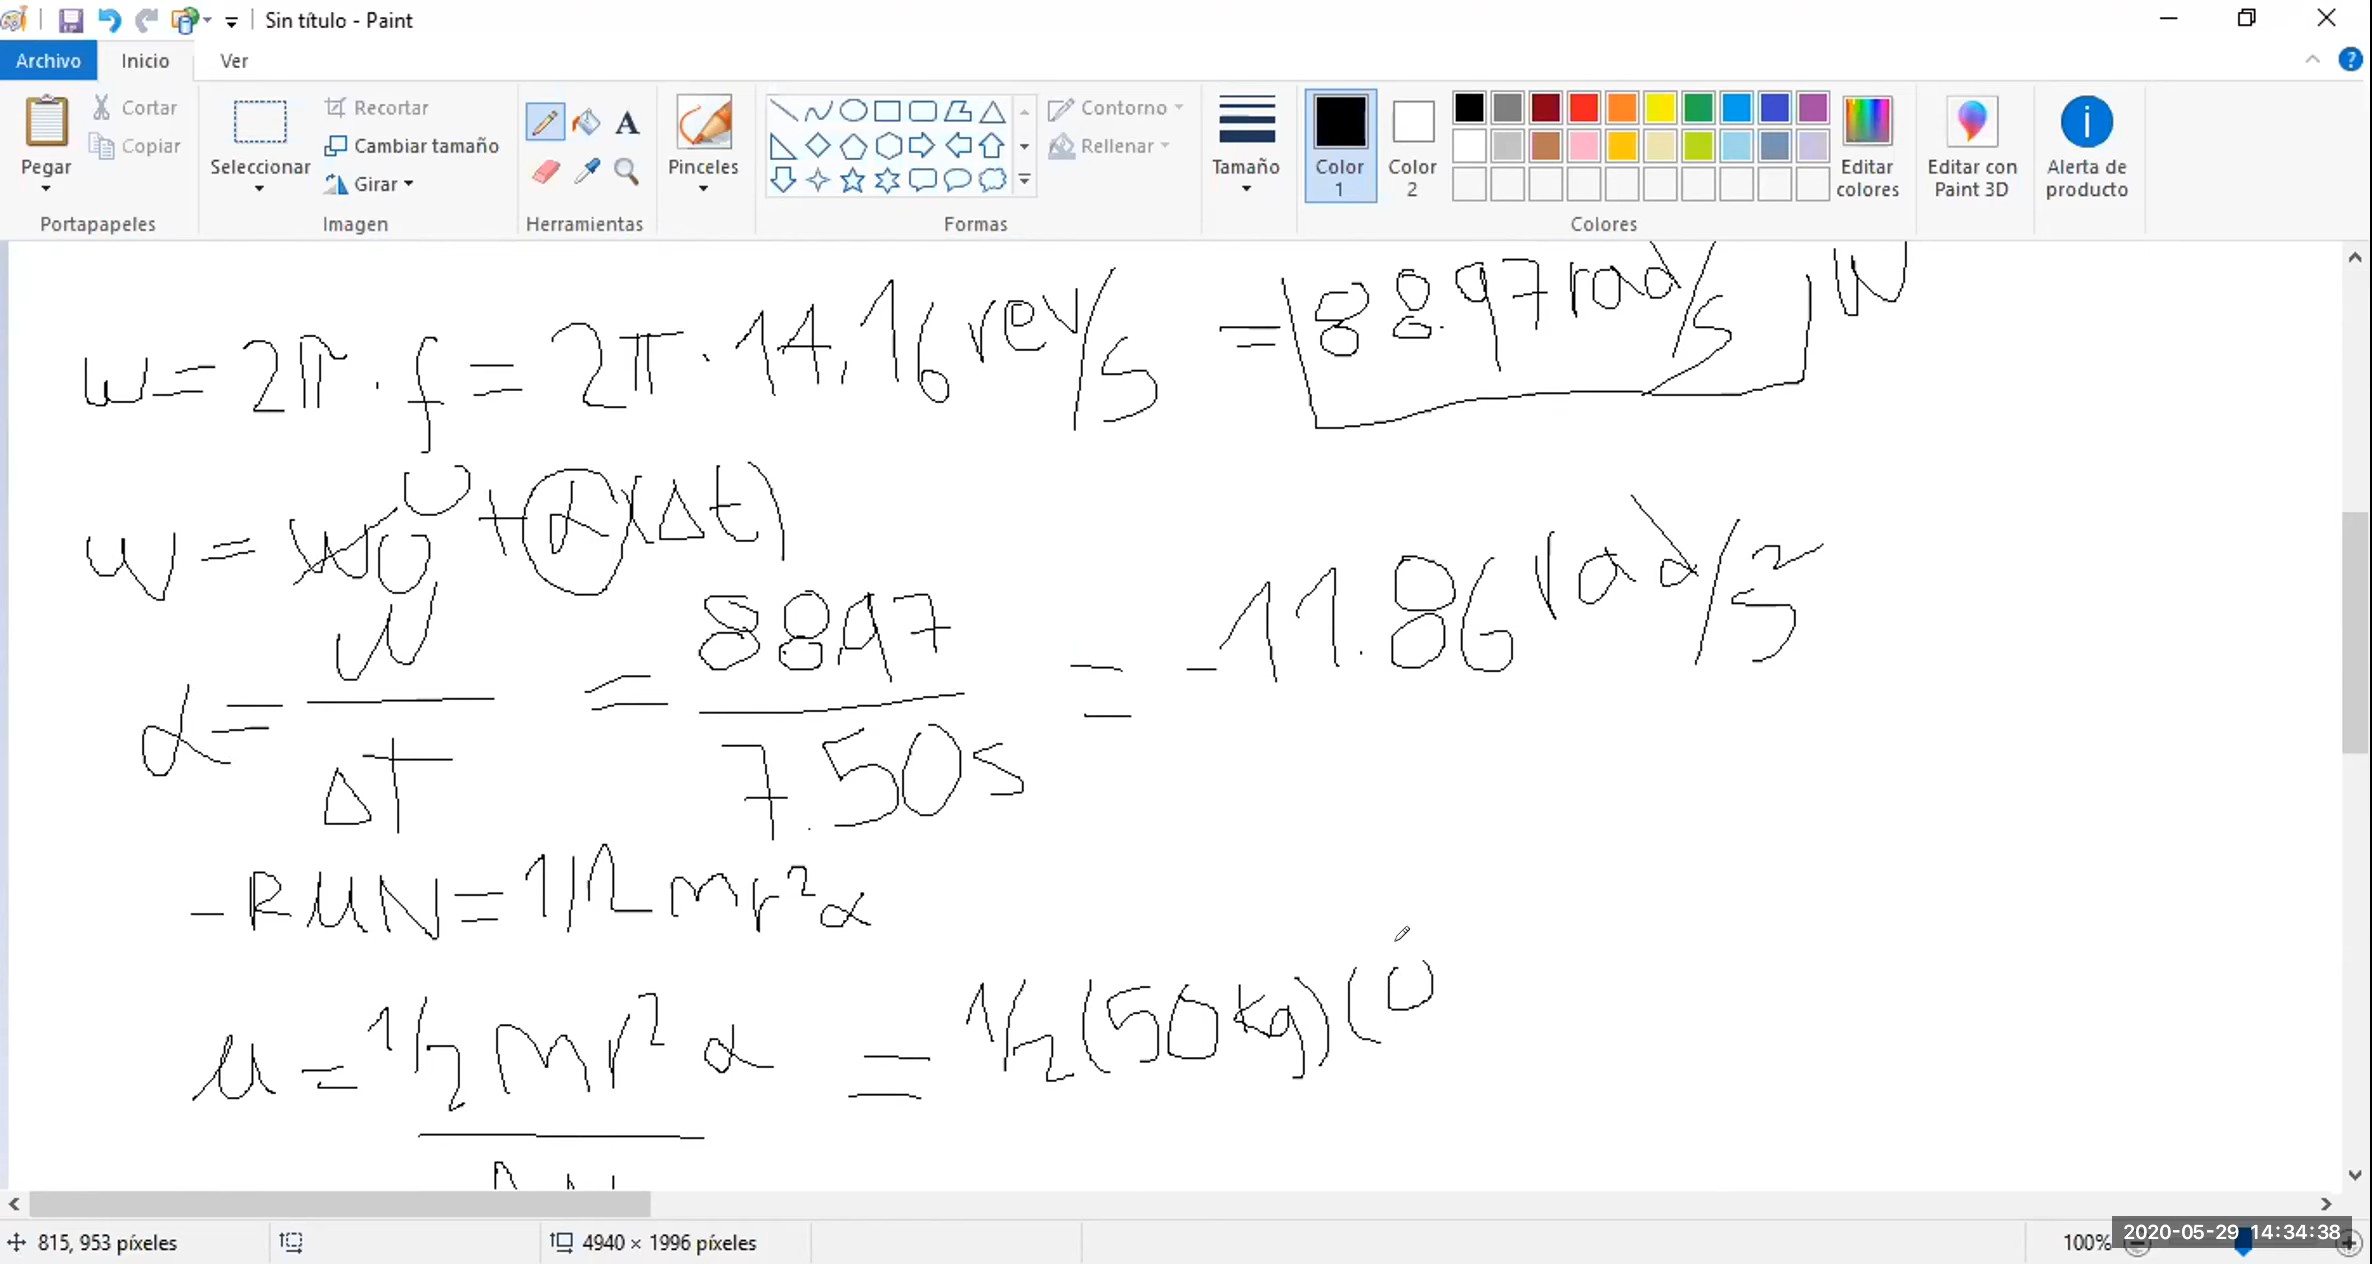 Sin título - Paint
Archivo Inicio Ver
Pegar
Cortar
Copiar
Portapapeles
Seleccionar
Recortar
Cambiar tamaño
Girar
Imagen
A
Herramientas
Pinceles
Contorno
Rellenar
Formas
Tamaño
Color 1
Color 2
Editar colores
Colores
Editar con Paint 3D
Alerta de producto
w = 2π · f = 2π · 14,16 rev/s = 88.97 rad/s
w = w0 0 + α(Δt)
α = w / ΔT = 8897 / 7.50s = -11.86 rad/s²
-RμN = 1/2 mr²α
μ = 1/2 mr² α = 1/2 (50kg) (0
815, 953 píxeles
4940 × 1996 píxeles
100%
2020-05-29 14:34:38